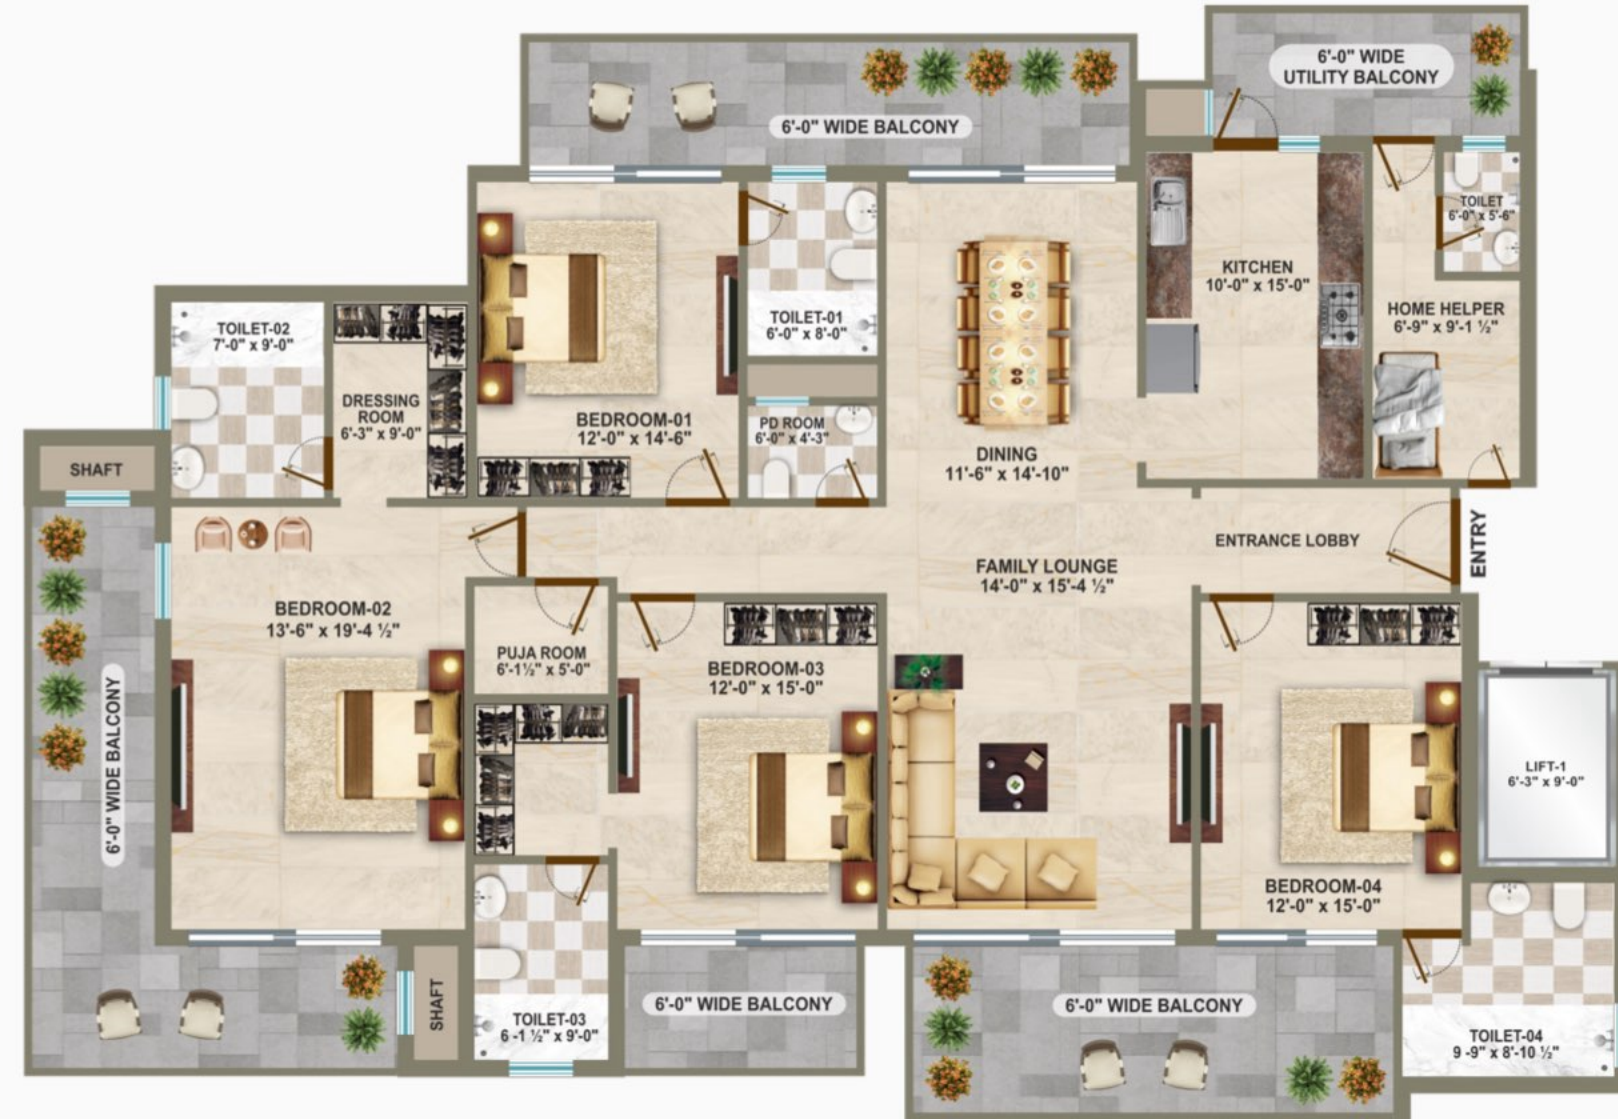 6'-0" WIDE
UTILITY BALCONY
6'-0" WIDE BALCONY
TOILET
6'-0" x 5'-6"
KITCHEN
10'-0" x 15'-0"
HOME HELPER
6'-9" x 9'-1 ½"
TOILET-01
6'-0" x 8'-0"
TOILET-02
7'-0" x 9'-0"
DRESSING
ROOM
6'-3" x 9'-0"
BEDROOM-01
12'-0" x 14'-6"
PD ROOM
6'-0" x 4'-3"
DINING
11'-6" x 14'-10"
SHAFT
ENTRANCE LOBBY
ENTRY
FAMILY LOUNGE
14'-0" x 15'-4 ½"
BEDROOM-02
13'-6" x 19'-4 ½"
PUJA ROOM
6'-1½" x 5'-0"
BEDROOM-03
12'-0" x 15'-0"
6'-0" WIDE BALCONY
LIFT-1
6'-3" x 9'-0"
BEDROOM-04
12'-0" x 15'-0"
SHAFT
6'-0" WIDE BALCONY
6'-0" WIDE BALCONY
TOILET-03
6 -1 ½" x 9'-0"
TOILET-04
9 -9" x 8'-10 ½"